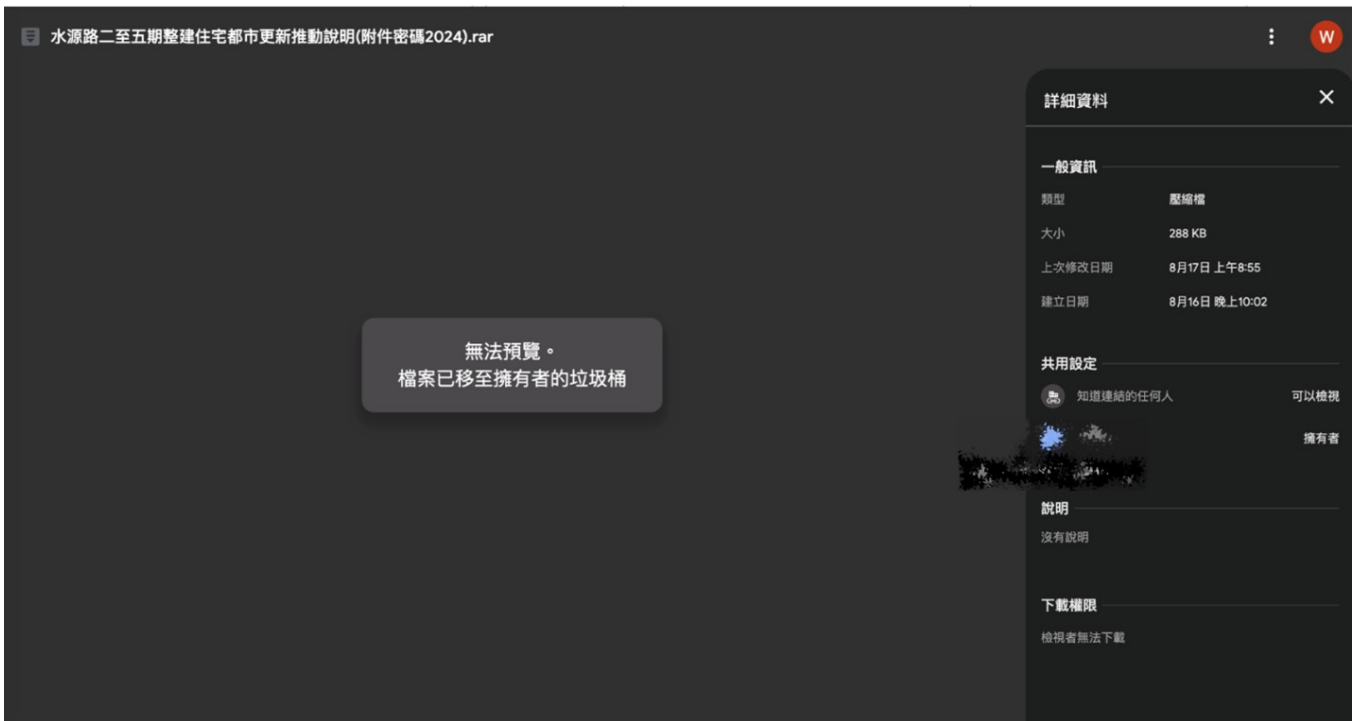 水源路二至五期整建住宅都市更新推動說明(附件密碼2024).rar
W
無法預覽。
檔案已移至擁有者的垃圾桶
詳細資料
一般資訊
類型 壓縮檔
大小 288 KB
上次修改日期 8月17日 上午8:55
建立日期 8月16日 晚上10:02
共用設定
知道連結的任何人 可以檢視
擁有者
說明
沒有說明
下載權限
檢視者無法下載